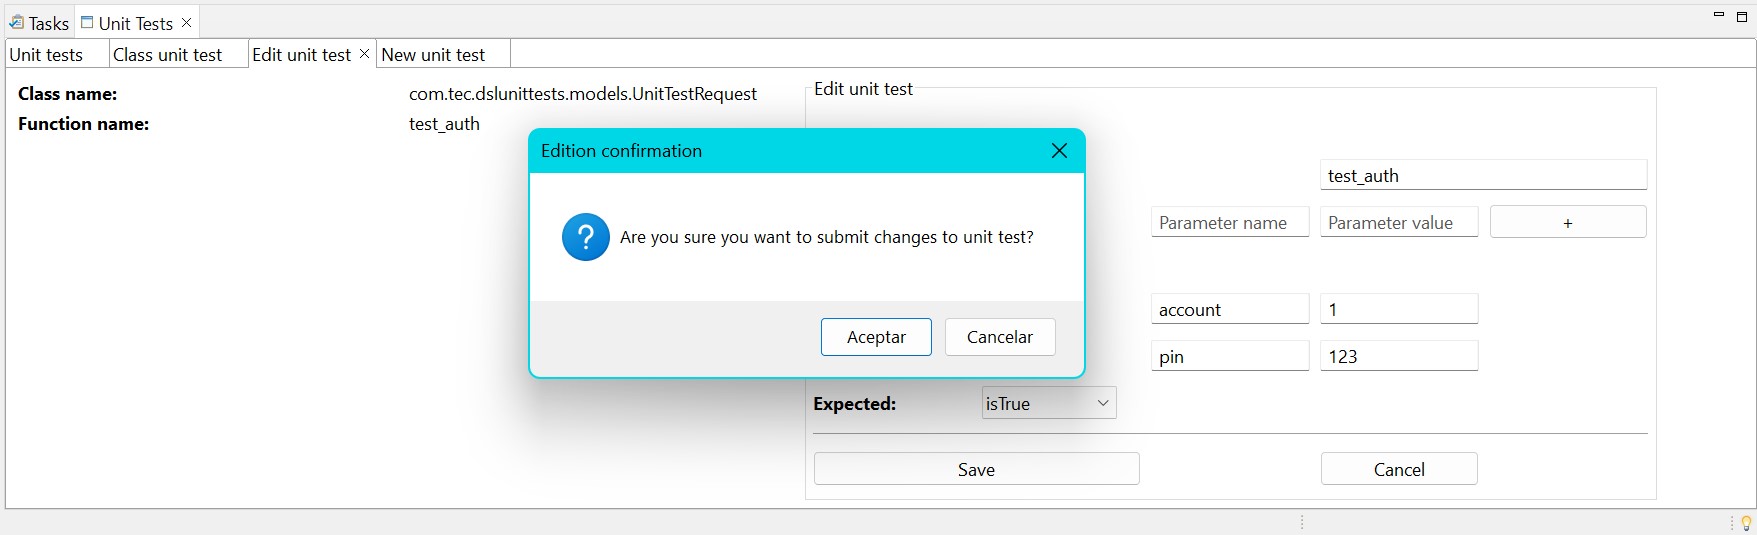 Tasks Unit Tests
Unit tests Class unit test Edit unit test New unit test
Class name: com.tec.dslunittests.models.UnitTestRequest
Function name: test_auth
Edit unit test
test_auth
Parameter name Parameter value +
account 1
pin 123
Expected: isTrue
Save Cancel
Edition confirmation
Are you sure you want to submit changes to unit test?
Aceptar Cancelar